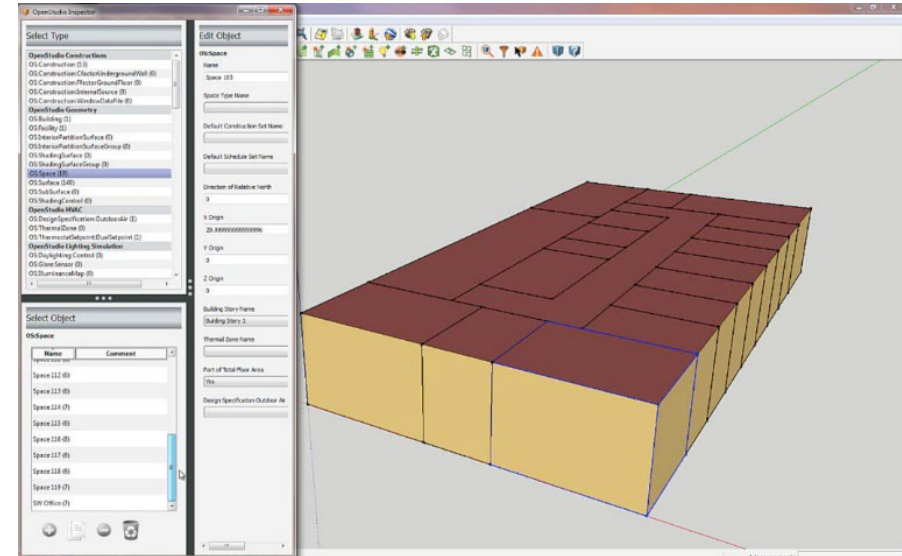 OpenStudio Inspector
Select Type
OpenStudio Constructions
OS:Construction (13)
OS:Construction:CfactorUndergroundWall (0)
OS:Construction:FfactorGroundFloor (0)
OS:Construction:InternalSource (0)
OS:Construction:WindowDataFile (0)
OpenStudio Geometry
OS:Building (1)
OS:Facility (1)
OS:InteriorPartitionSurface (0)
OS:InteriorPartitionSurfaceGroup (0)
OS:ShadingSurface (0)
OS:ShadingSurfaceGroup (0)
OS:Space (19)
OS:Surface (140)
OS:SubSurface (0)
OS:ShadingControl (0)
OpenStudio HVAC
OS:DesignSpecification:OutdoorAir (1)
OS:ThermalZone (0)
OS:ThermostatSetpoint:DualSetpoint (1)
OpenStudio Lighting Simulation
OS:Daylighting:Control (0)
OS:Glare:Sensor (0)
OS:IlluminanceMap (0)
Select Object
OS:Space
Name Comment
Space 112 (6)
Space 113 (6)
Space 114 (7)
Space 115 (6)
Space 116 (8)
Space 117 (6)
Space 118 (6)
Space 119 (7)
SW Office (7)
Edit Object
OS:Space
Name
Space 103
Space Type Name
Default Construction Set Name
Default Schedule Set Name
Direction of Relative North
0
X Origin
29.9999999999996
Y Origin
0
Z Origin
0
Building Story Name
Building Story 1
Thermal Zone Name
Part of Total Floor Area
Yes
Design Specification Outdoor Air